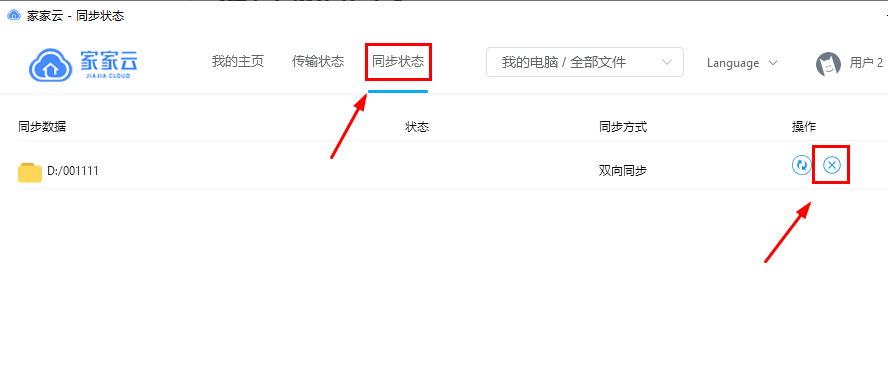 家家云 - 同步状态
家家云
JIAJIA CLOUD
我的主页 传输状态 同步状态 我的电脑 / 全部文件 Language 用户 2
同步数据 状态 同步方式 操作
D:/001111 双向同步